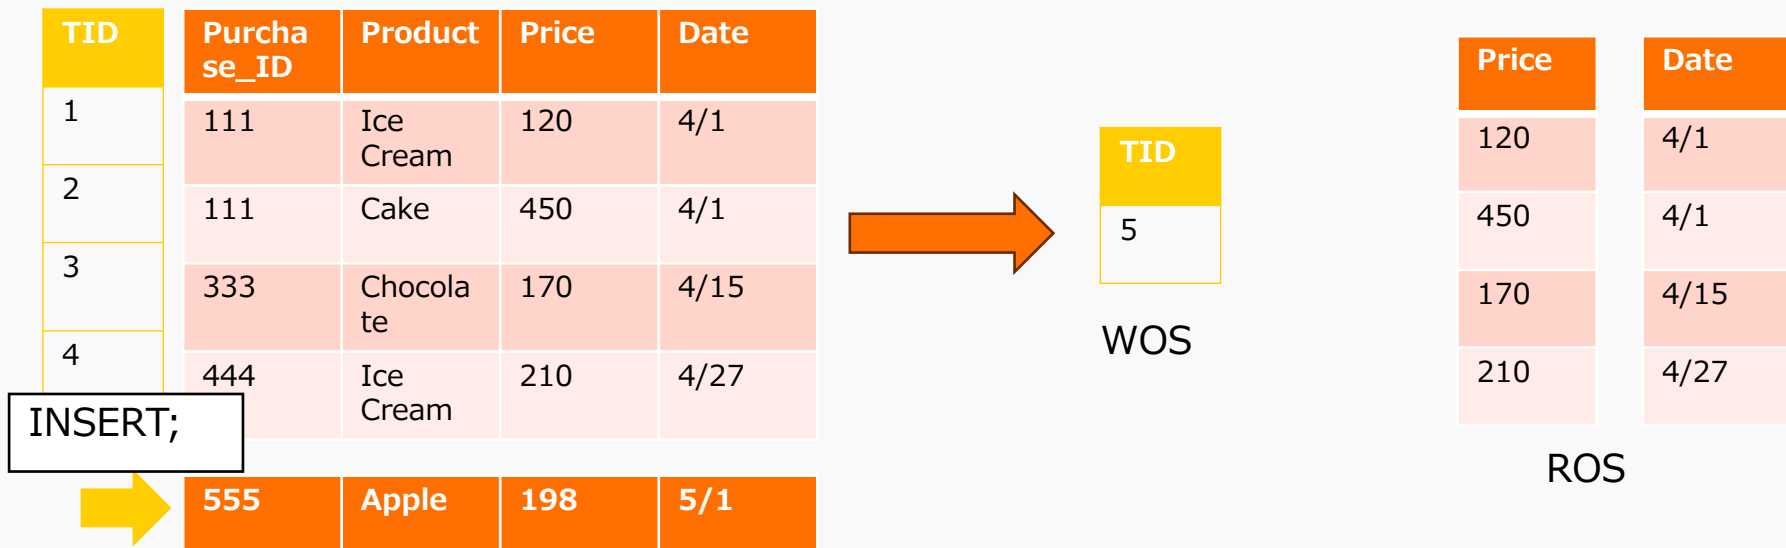 TID
1
2
3
4
Purcha
se_ID
Product
Price
Date
111
Ice
Cream
120
4/1
111
Cake
450
4/1
333
Chocola
te
170
4/15
444
Ice
Cream
210
4/27
INSERT;
555
Apple
198
5/1
TID
5
WOS
Price
120
450
170
210
Date
4/1
4/1
4/15
4/27
ROS